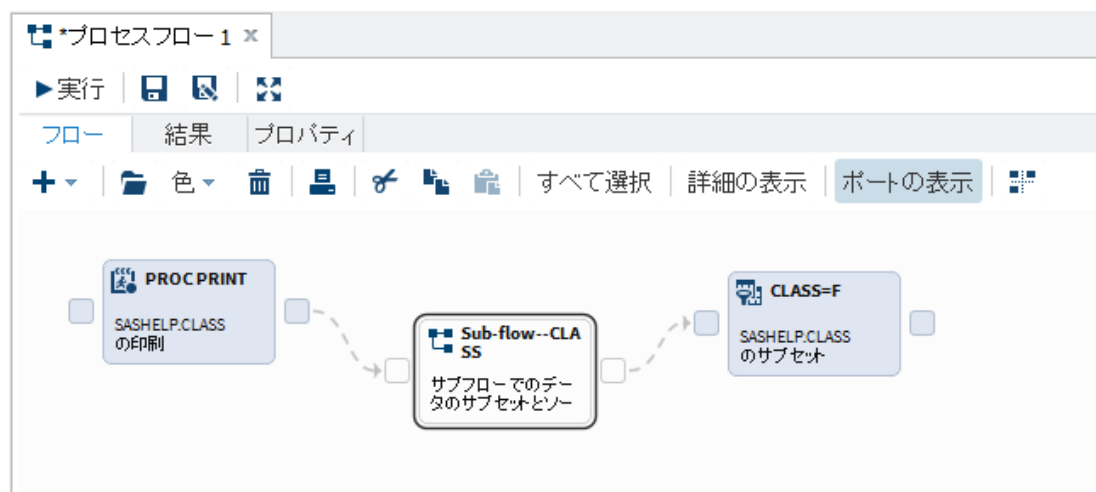 *プロセスフロー 1 x
実行
フロー 結果 プロパティ
色 すべて選択 詳細の表示 ポートの表示
PROC PRINT
SASHELP.CLASS
の印刷
Sub-flow--CLA
SS
サブフローでのデー
タのサブセットとソー
CLASS=F
SASHELP.CLASS
のサブセット